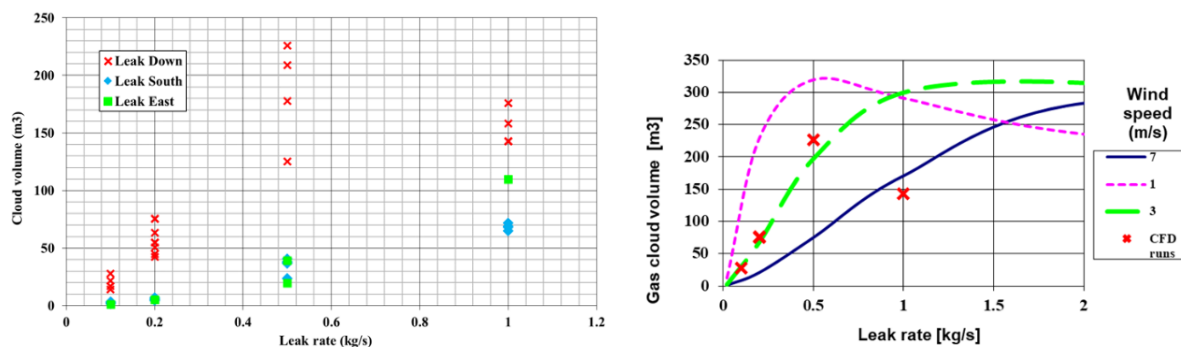 250
200
150
100
50
0
Cloud volume (m3)
Leak Down
Leak South
Leak East
0
0.2
0.4
0.6
0.8
1
1.2
Leak rate (kg/s)
350
300
250
200
150
100
50
0
Gas cloud volume [m3]
0
0.5
1
1.5
2
Leak rate [kg/s]
Wind
speed
(m/s)
7
1
3
CFD
runs